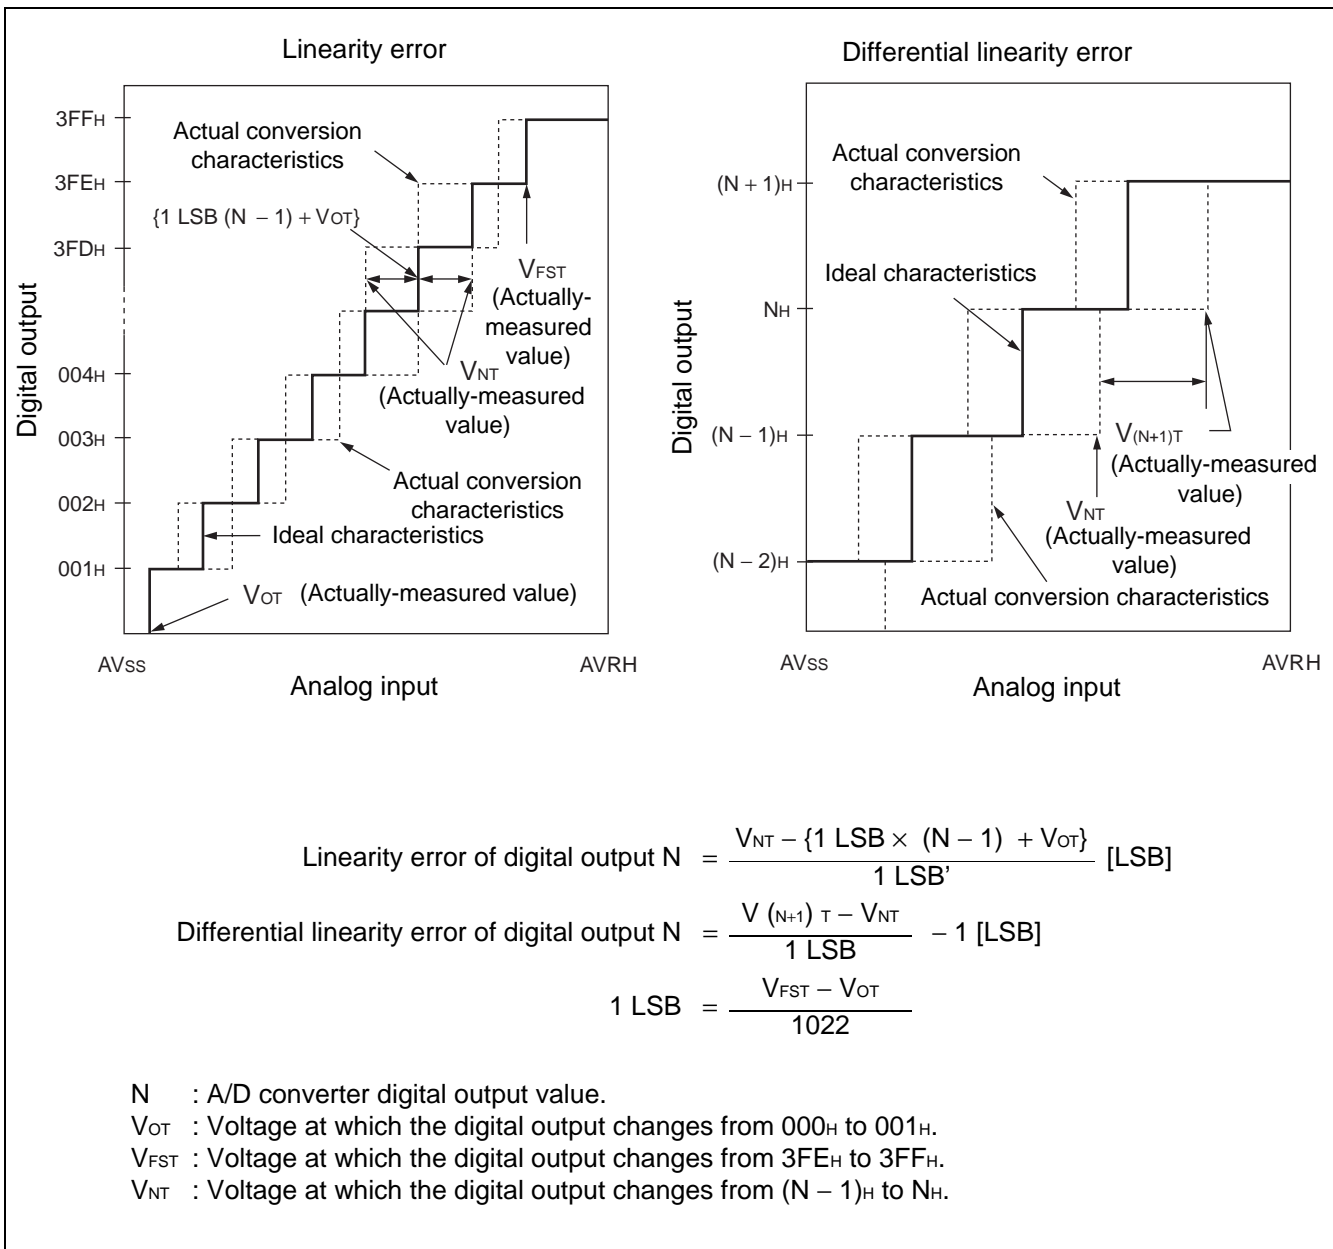 Linearity error
3FFH
3FEH
3FDH
004H
003H
002H
001H
Digital output
Actual conversion
characteristics
{1 LSB (N − 1) + VOT}
VFST
(Actually-
measured
value)
VNT
(Actually-measured
value)
Actual conversion
characteristics
Ideal characteristics
VOT (Actually-measured value)
AVSS
AVRH
Analog input
Differential linearity error
(N + 1)H
NH
(N − 1)H
(N − 2)H
Digital output
Actual conversion
characteristics
Ideal characteristics
V(N+1)T
(Actually-measured
value)
VNT
(Actually-measured
value)
Actual conversion characteristics
AVSS
AVRH
Analog input
Linearity error of digital output N = VNT − {1 LSB × (N − 1) + VOT}
1 LSB’
[LSB]
Differential linearity error of digital output N = V (N+1) T − VNT
1 LSB
− 1 [LSB]
1 LSB = VFST − VOT
1022
N : A/D converter digital output value.
VOT : Voltage at which the digital output changes from 000H to 001H.
VFST : Voltage at which the digital output changes from 3FEH to 3FFH.
VNT : Voltage at which the digital output changes from (N − 1)H to NH.